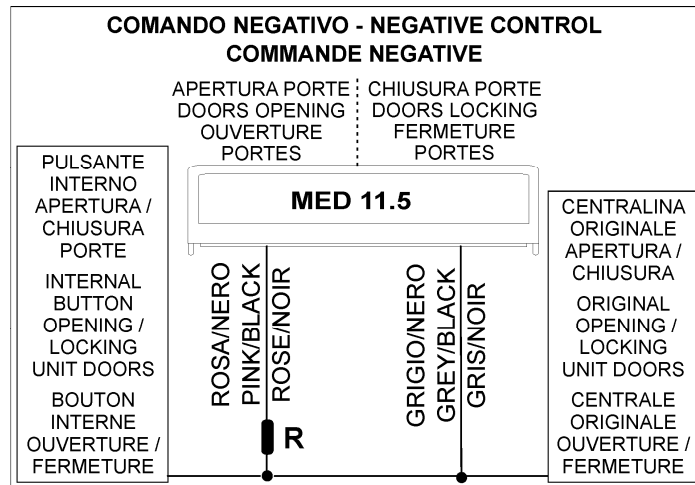 COMANDO NEGATIVO - NEGATIVE CONTROL
COMMANDE NEGATIVE
APERTURA PORTE
DOORS OPENING
OUVERTURE
PORTES
CHIUSURA PORTE
DOORS LOCKING
FERMETURE
PORTES
PULSANTE
INTERNO
APERTURA /
CHIUSURA
PORTE
INTERNAL
BUTTON
OPENING /
LOCKING
UNIT DOORS
BOUTON
INTERNE
OUVERTURE /
FERMETURE
MED 11.5
ROSA/NERO
PINK/BLACK
ROSE/NOIR
R
GRIGIO/NERO
GREY/BLACK
GRIS/NOIR
CENTRALINA
ORIGINALE
APERTURA /
CHIUSURA
ORIGINAL
OPENING /
LOCKING
UNIT DOORS
CENTRALE
ORIGINALE
OUVERTURE /
FERMETURE